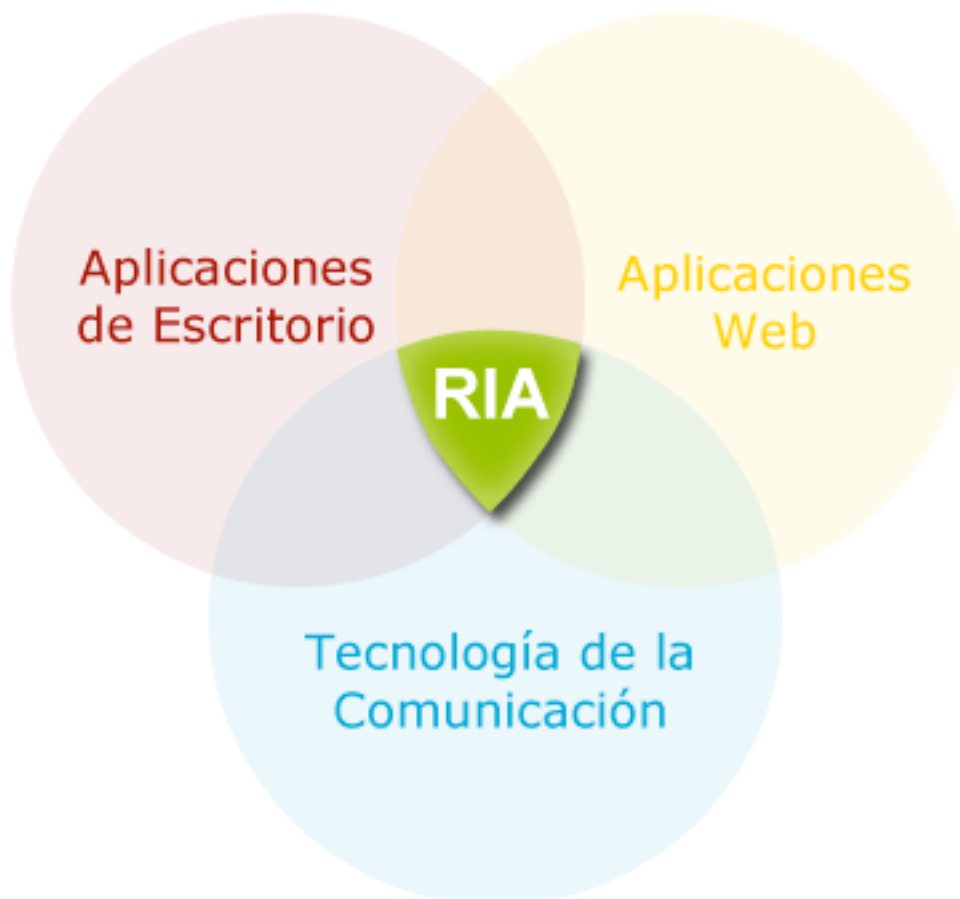 Aplicaciones
de Escritorio
Aplicaciones
Web
RIA
Tecnología de la
Comunicación